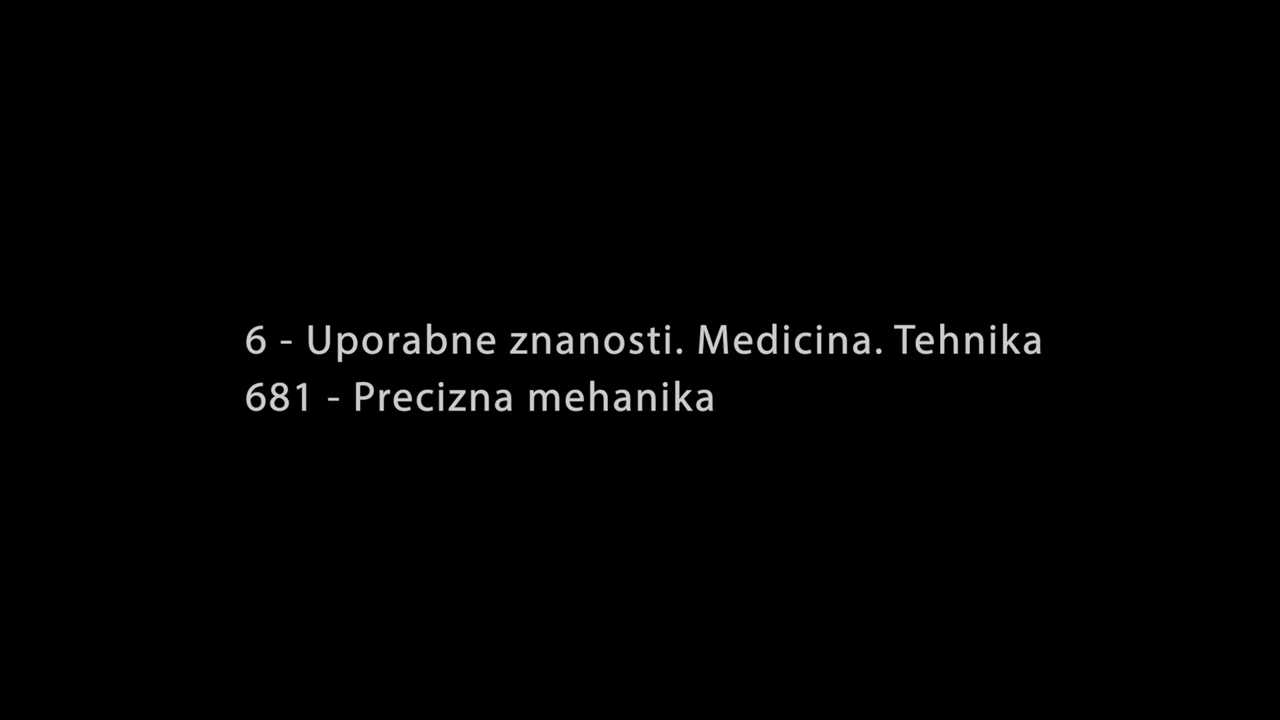 6 - Uporabne znanosti. Medicina. Tehnika
681 - Precizna mehanika